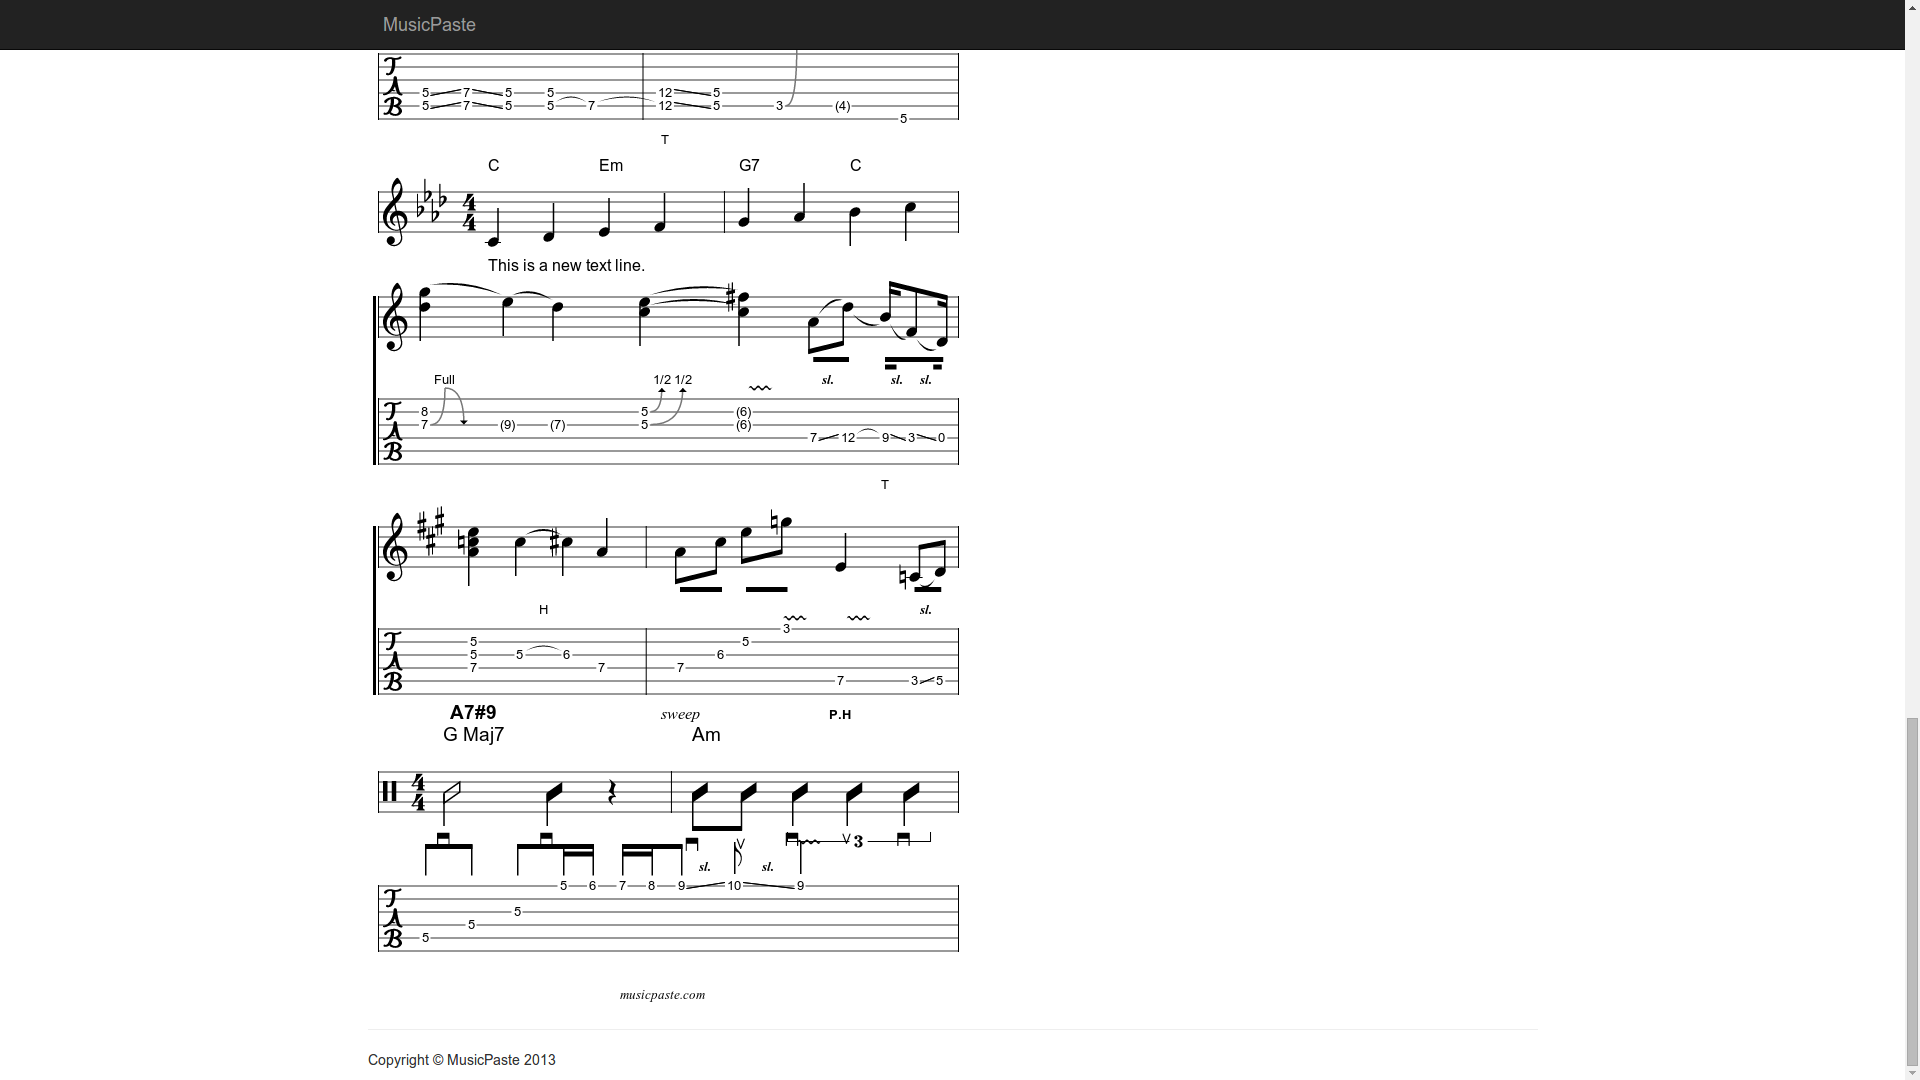 MusicPaste
T A B
5 7 5 5 12 5
5 7 5 5 7 12 5 3 (4)
5
T
C Em G7 C
4 4
This is a new text line.
Full 1/2 1/2 sl. sl. sl.
T A B
8 5 (6)
7 (9) (7) 5 (6)
7 12 9 3 0
T
H sl.
T A B
3
5 5
5 5 6 6
7 7 7
7 3 5
A7#9 sweep P.H
G Maj7 Am
4 4
3
sl. sl.
T A B
5 6 7 8 9 10 9
5
5
5
musicpaste.com
Copyright © MusicPaste 2013